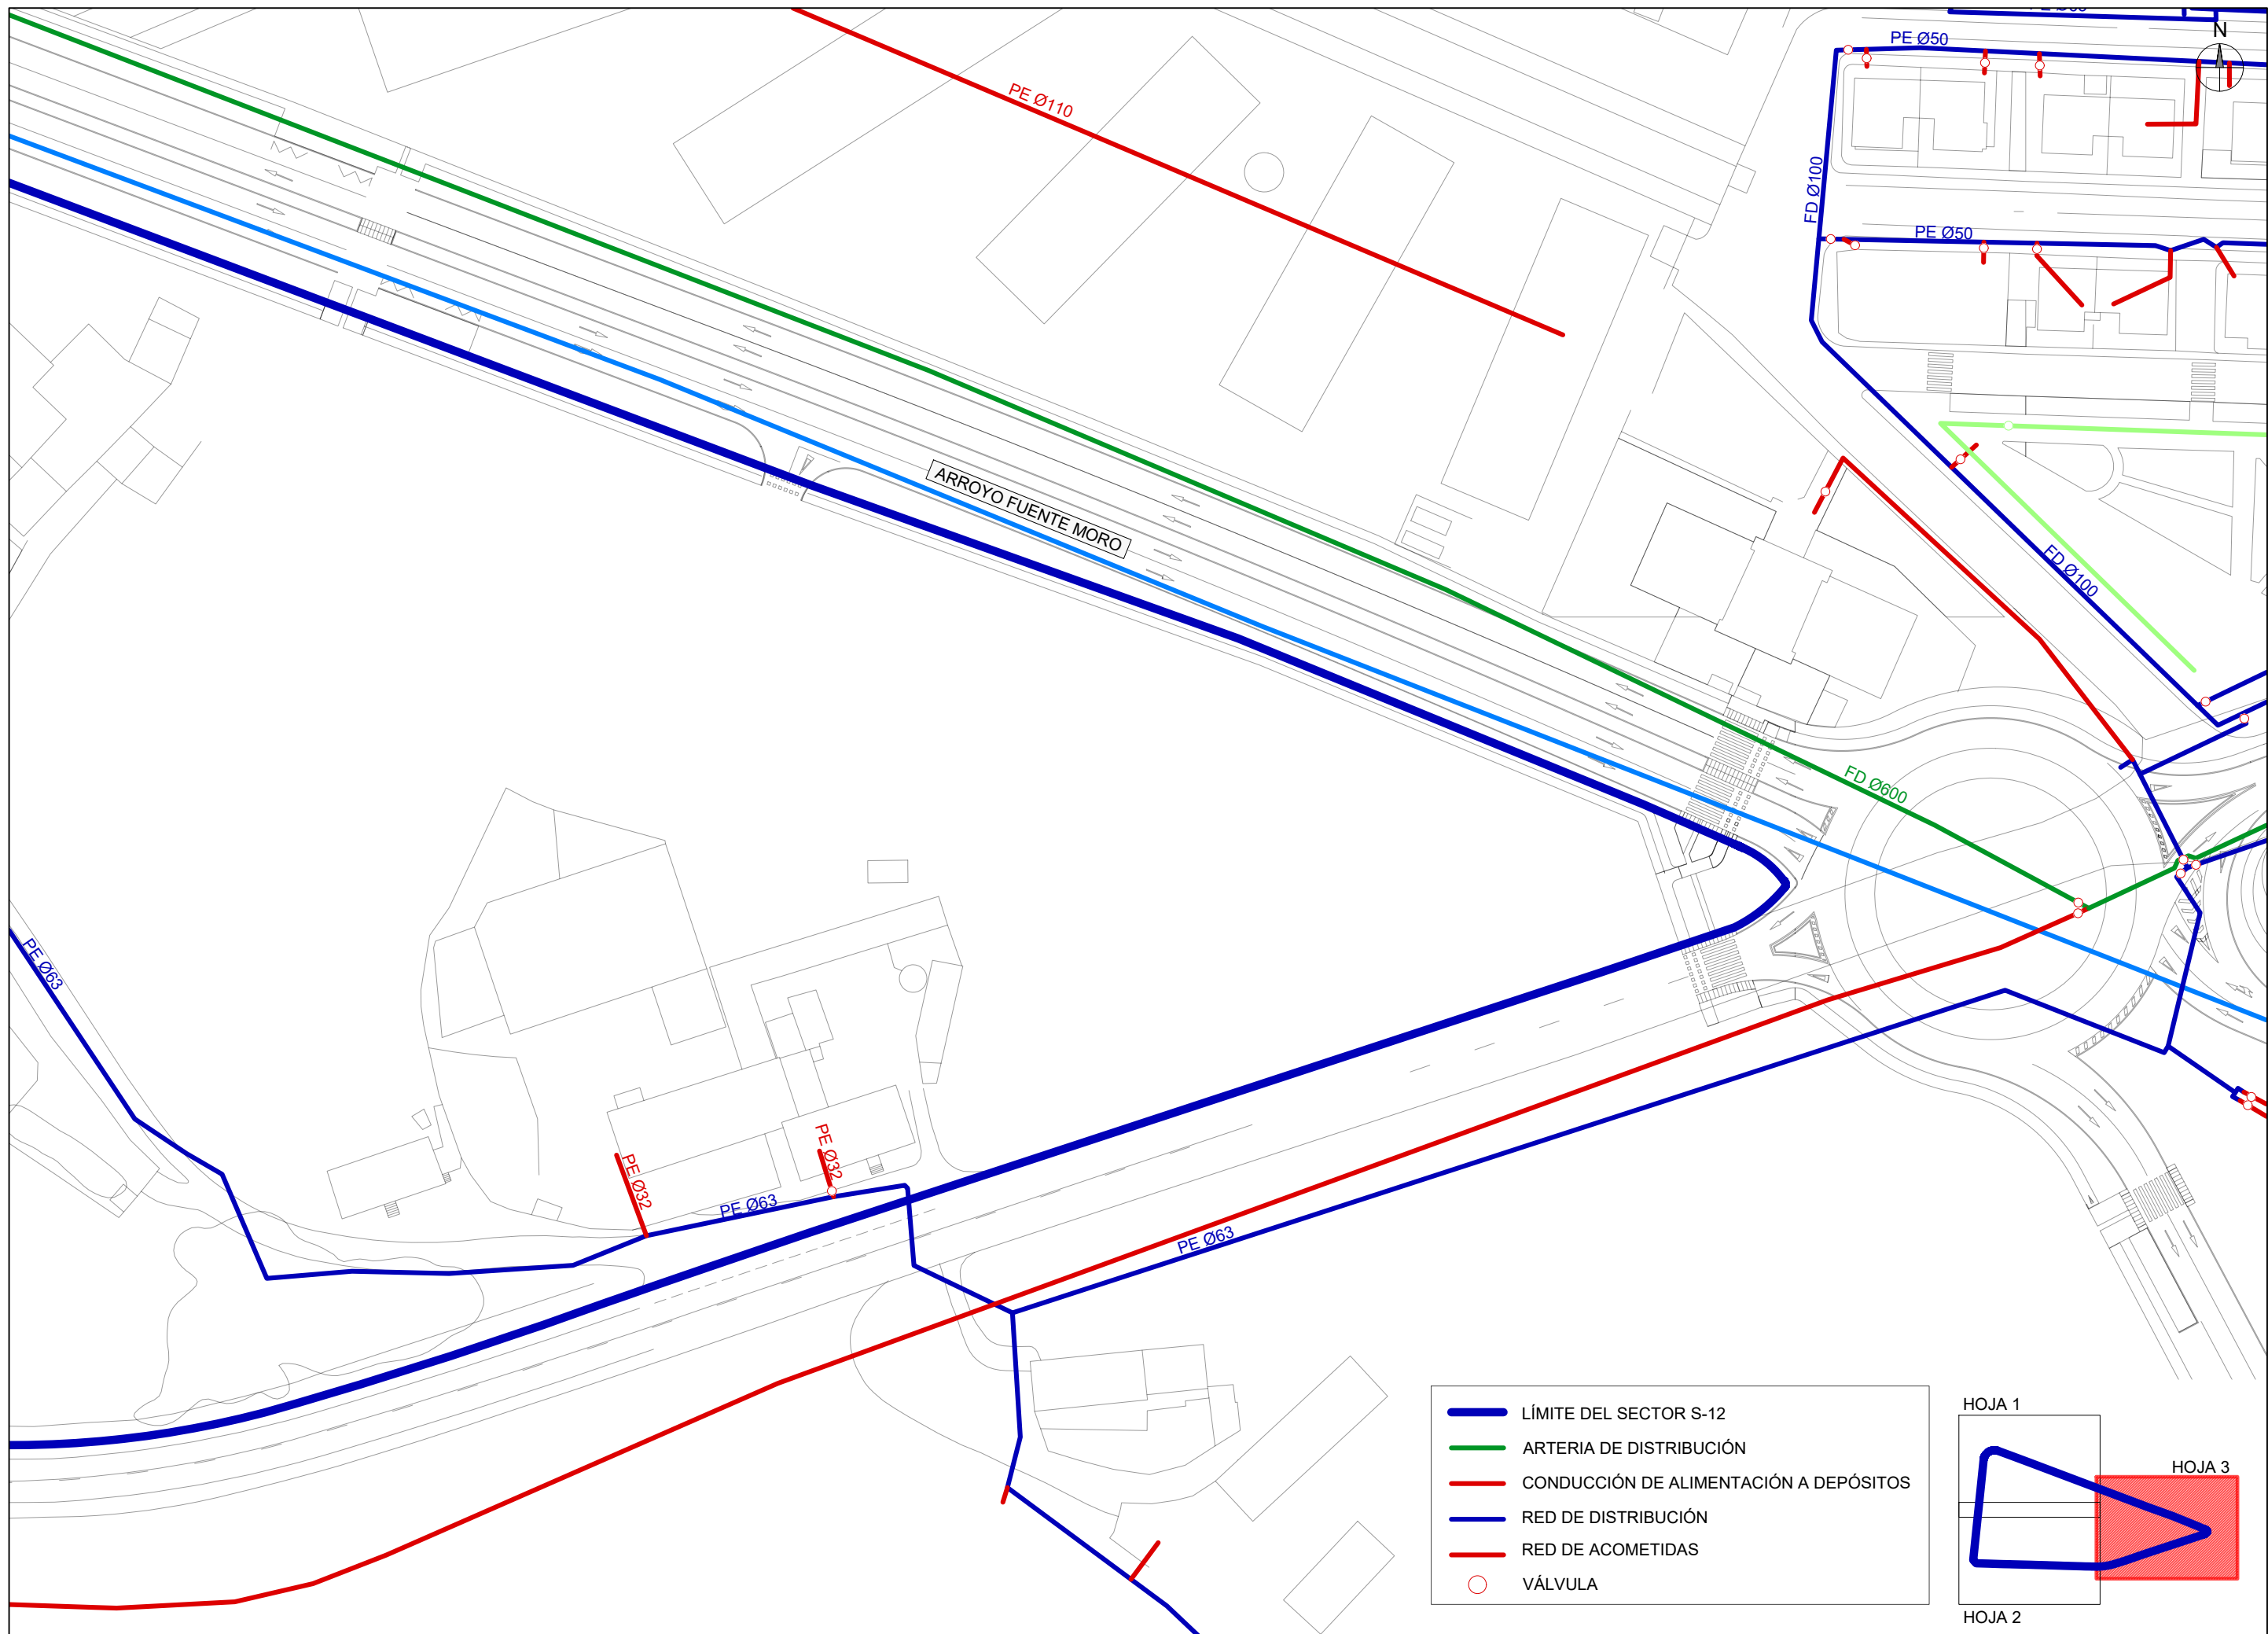 PE Ø50
N
PE Ø110
FD Ø100
PE Ø50
ARROYO FUENTE MORO
FD Ø100
FD Ø600
PE Ø63
PE Ø32
PE Ø32
PE Ø63
PE Ø63
LÍMITE DEL SECTOR S-12
ARTERIA DE DISTRIBUCIÓN
CONDUCCIÓN DE ALIMENTACIÓN A DEPÓSITOS
RED DE DISTRIBUCIÓN
RED DE ACOMETIDAS
VÁLVULA
HOJA 1
HOJA 3
HOJA 2